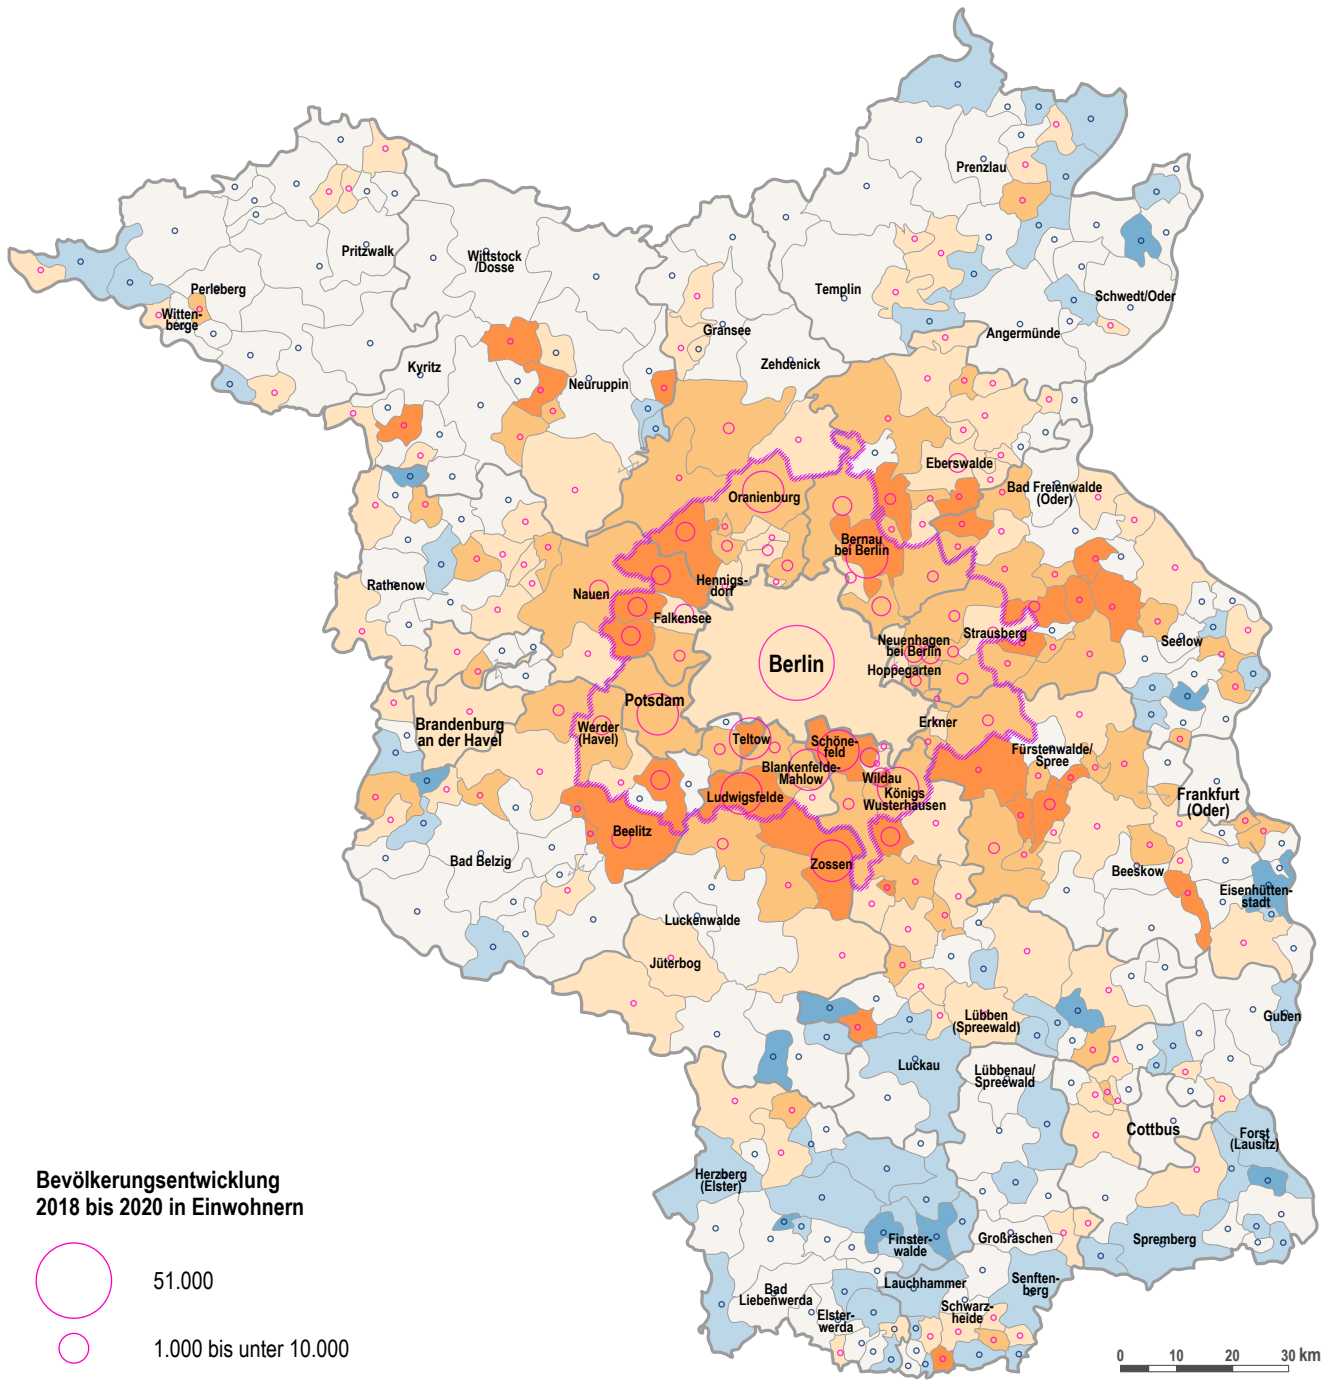 Prenzlau
Pritzwalk
Wittstock
/Dosse
Templin
Perleberg
Schwedt/Oder
Witten-
berge
Gransee
Angermünde
Zehdenick
Kyritz
Neuruppin
Eberswalde
Bad Freienwalde
(Oder)
Oranienburg
Bernau
bei Berlin
Hennigs-
dorf
Rathenow
Nauen
Falkensee
Strausberg
Neuenhagen
bei Berlin
Seelow
Berlin
Hoppegarten
Potsdam
Brandenburg
an der Havel
Werder
(Havel)
Erkner
Teltow
Schöne-
feld
Fürstenwalde/
Spree
Blankenfelde-
Mahlow
Wildau
Ludwigsfelde
Königs
Wusterhausen
Frankfurt
(Oder)
Beelitz
Bad Belzig
Zossen
Beeskow
Eisenhütten-
stadt
Luckenwalde
Jüterbog
Lübben
(Spreewald)
Guben
Luckau
Lübbenau/
Spreewald
Cottbus
Forst
(Lausitz)
Herzberg
(Elster)
Finster-
walde
Großräschen
Spremberg
Bad
Liebenwerda
Lauchhammer
Senften-
berg
Elster-
werda
Schwarz-
heide
Bevölkerungsentwicklung
2018 bis 2020 in Einwohnern
51.000
1.000 bis unter 10.000
0 10 20 30 km